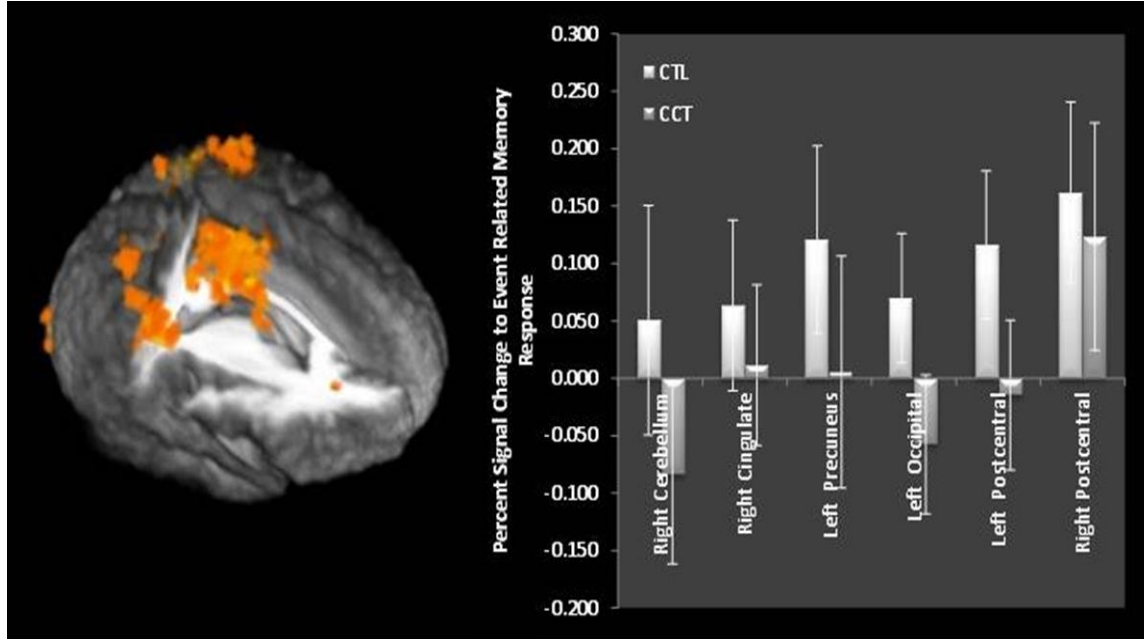 Percent Signal Change to Event Related Memory
Response
0.300
0.250
0.200
0.150
0.100
0.050
0.000
-0.050
-0.100
-0.150
-0.200
CTL
CCT
Right Cerebellum
Right Cingulate
Left Precuneus
Left Occipital
Left Postcentral
Right Postcentral